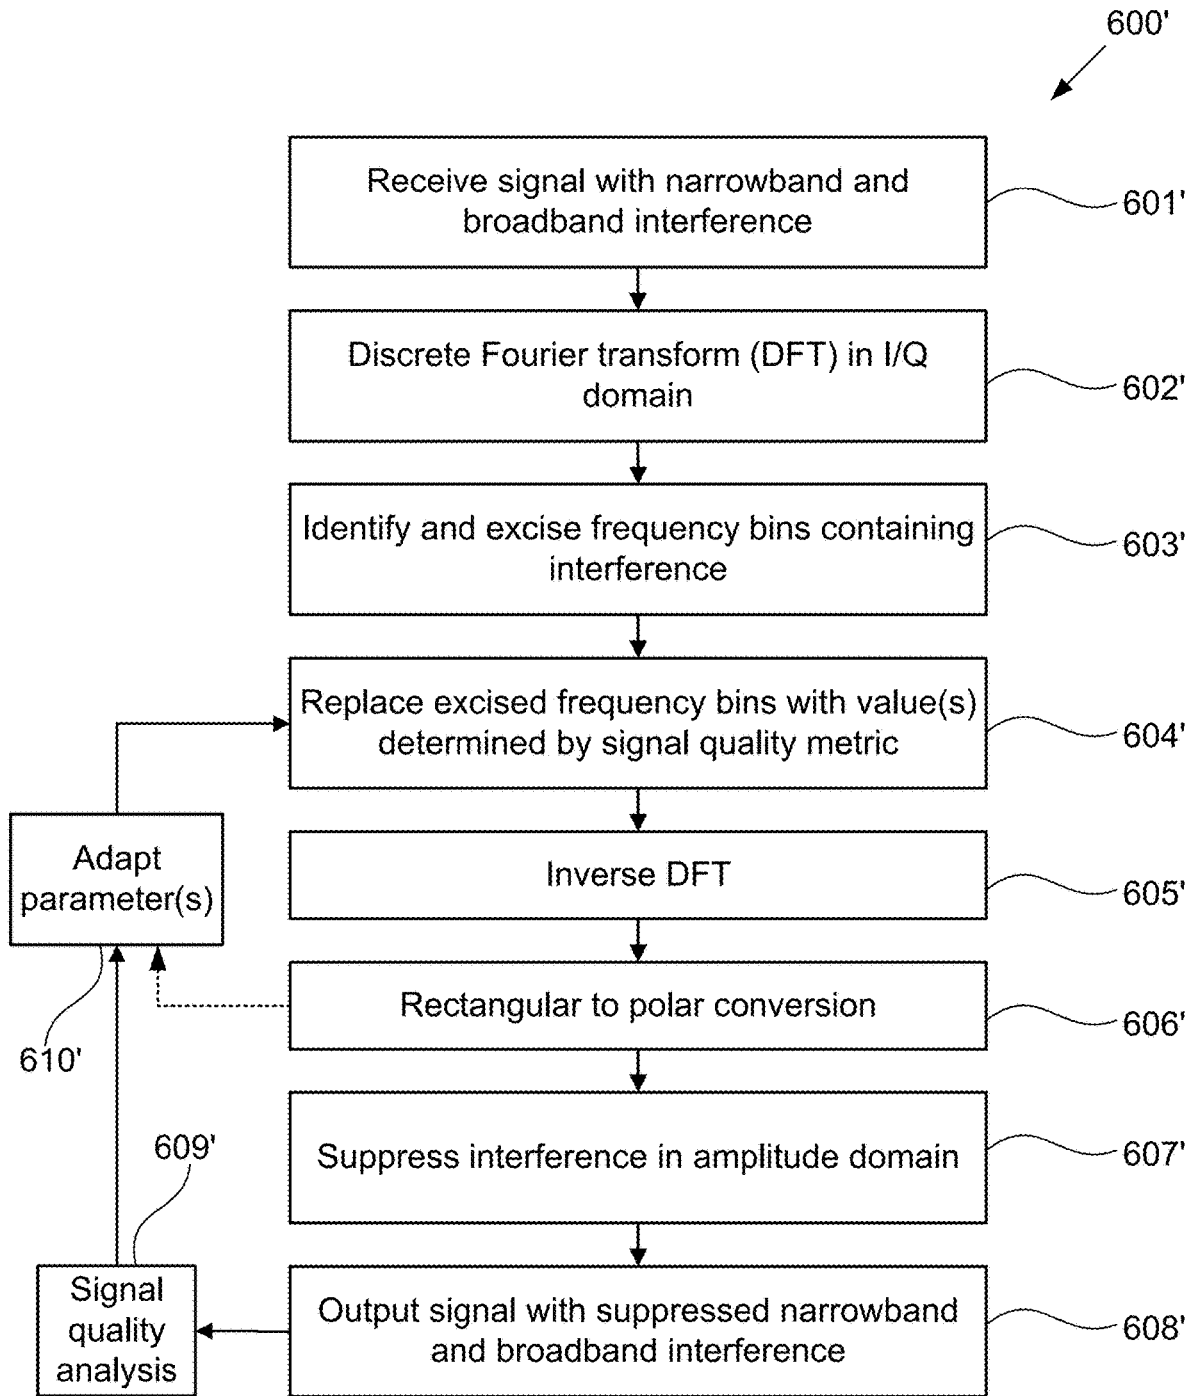 600'
Receive signal with narrowband and
broadband interference
601'
Discrete Fourier transform (DFT) in I/Q
domain
602'
Identify and excise frequency bins containing
interference
603'
Replace excised frequency bins with value(s)
determined by signal quality metric
604'
Adapt
parameter(s)
610'
Inverse DFT
605'
Rectangular to polar conversion
606'
Suppress interference in amplitude domain
607'
609'
Signal
quality
analysis
Output signal with suppressed narrowband
and broadband interference
608'